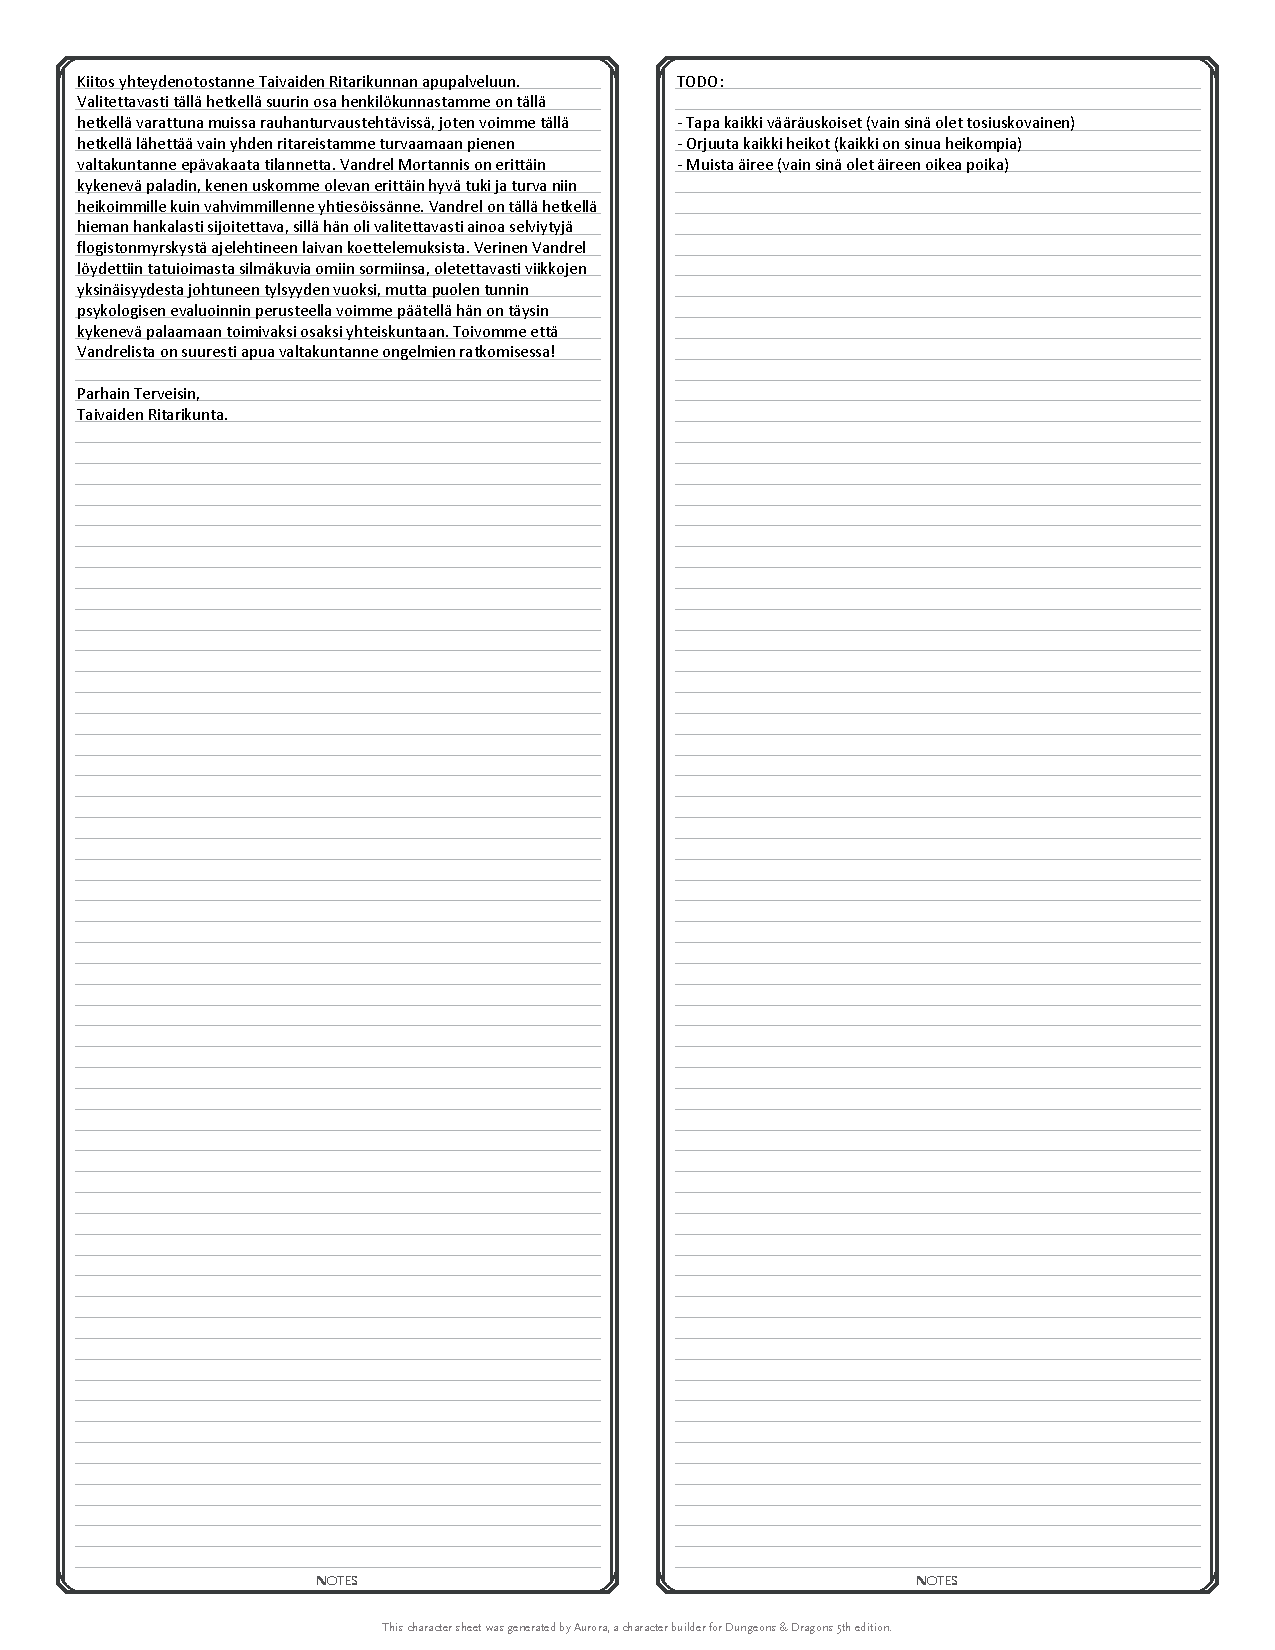 Kiitos yhteydenotostanne Taivaiden Ritarikunnan apupalveluun.
Valitettavasti tällä hetkellä suurin osa henkilökunnastamme on tällä
hetkellä varattuna muissa rauhanturvaustehtävissä, joten voimme tällä
hetkellä lähettää vain yhden ritareistamme turvaamaan pienen
valtakuntanne epävakaata tilannetta. Vandrel Mortannis on erittäin
kykenevä paladin, kenen uskomme olevan erittäin hyvä tuki ja turva niin
heikoimmille kuin vahvimmillenne yhtiesöissänne. Vandrel on tällä hetkellä
hieman hankalasti sijoitettava, sillä hän oli valitettavasti ainoa selviytyjä
flogistonmyrskystä ajelehtineen laivan koettelemuksista. Verinen Vandrel
löydettiin tatuioimasta silmäkuvia omiin sormiinsa, oletettavasti viikkojen
yksinäisyydesta johtuneen tylsyyden vuoksi, mutta puolen tunnin
psykologisen evaluoinnin perusteella voimme päätellä hän on täysin
kykenevä palaamaan toimivaksi osaksi yhteiskuntaan. Toivomme että
Vandrelista on suuresti apua valtakuntanne ongelmien ratkomisessa!
Parhain Terveisin,
Taivaiden Ritarikunta.
NOTES
TODO:
- Tapa kaikki vääräuskoiset (vain sinä olet tosiuskovainen)
- Orjuuta kaikki heikot (kaikki on sinua heikompia)
- Muista äiree (vain sinä olet äireen oikea poika)
NOTES
This character sheet was generated by Aurora, a character builder for Dungeons & Dragons 5th edition.